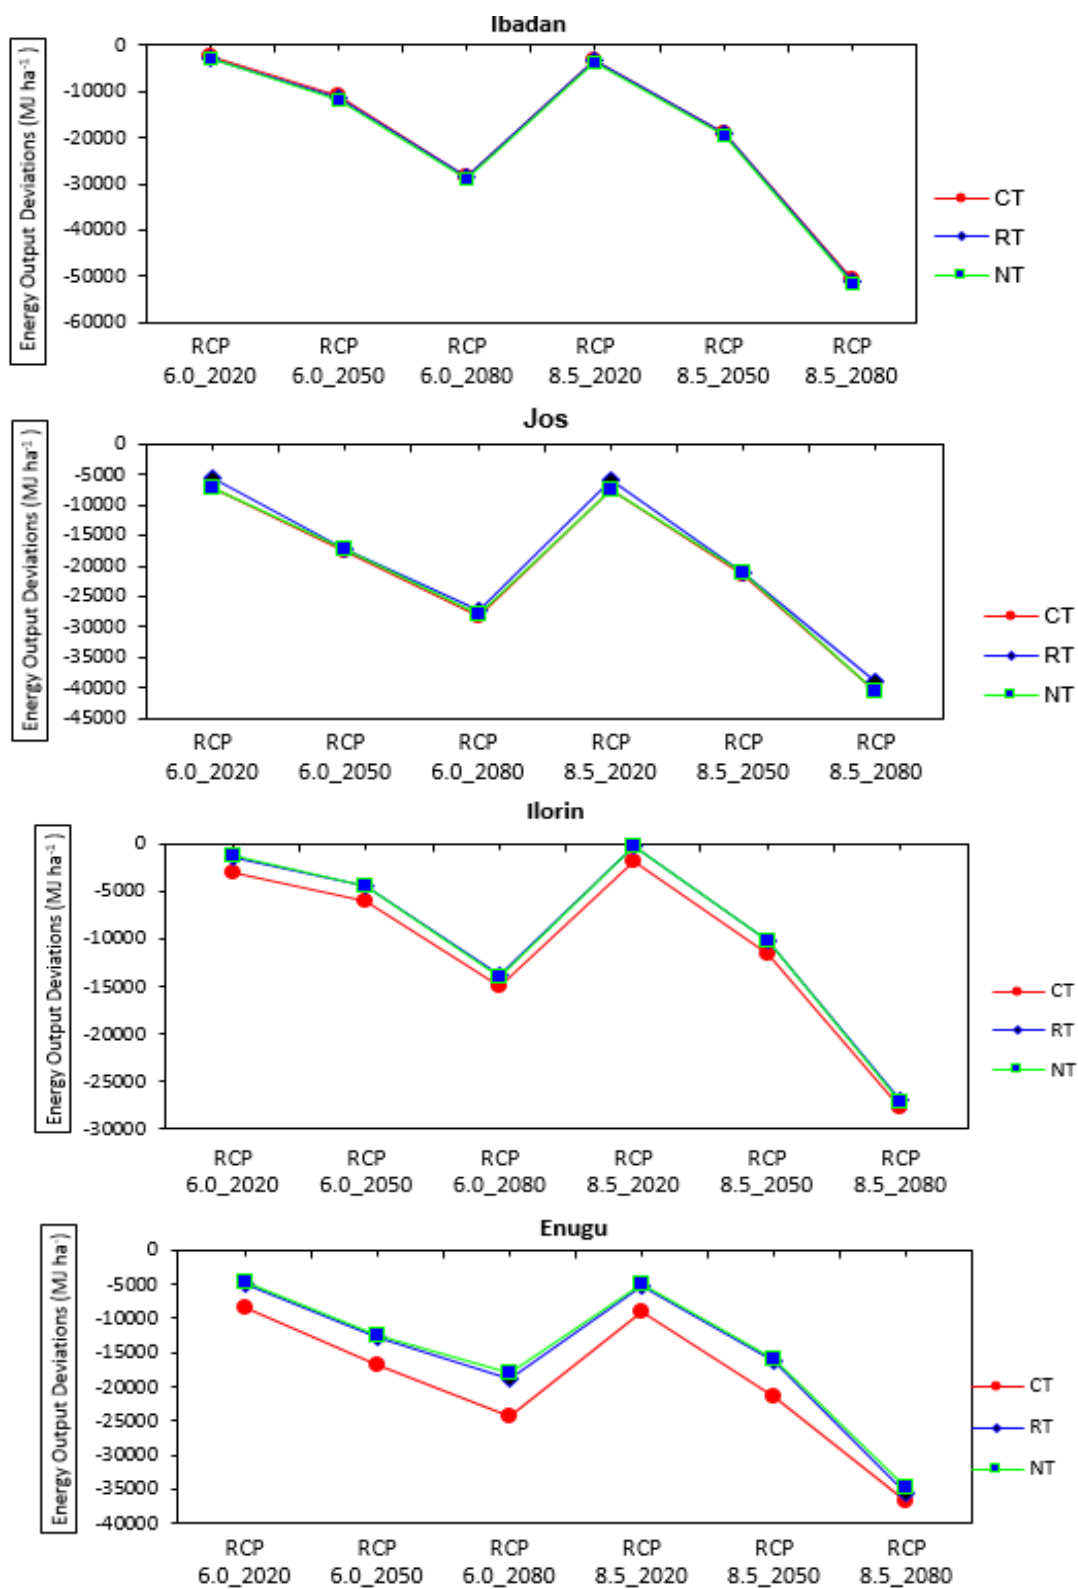 Ibadan
Energy Output Deviations (MJ ha-1 )
0
-10000
-20000
-30000
-40000
-50000
-60000
RCP 6.0_2020
RCP 6.0_2050
RCP 6.0_2080
RCP 8.5_2020
RCP 8.5_2050
RCP 8.5_2080
CT
RT
NT
Jos
Energy Output Deviations (MJ ha-1 )
0
-5000
-10000
-15000
-20000
-25000
-30000
-35000
-40000
-45000
RCP 6.0_2020
RCP 6.0_2050
RCP 6.0_2080
RCP 8.5_2020
RCP 8.5_2050
RCP 8.5_2080
CT
RT
NT
Ilorin
Energy Output Deviations (MJ ha-1 )
0
-5000
-10000
-15000
-20000
-25000
-30000
RCP 6.0_2020
RCP 6.0_2050
RCP 6.0_2080
RCP 8.5_2020
RCP 8.5_2050
RCP 8.5_2080
CT
RT
NT
Enugu
Energy Output Deviations (MJ ha-)
0
-5000
-10000
-15000
-20000
-25000
-30000
-35000
-40000
RCP 6.0_2020
RCP 6.0_2050
RCP 6.0_2080
RCP 8.5_2020
RCP 8.5_2050
RCP 8.5_2080
CT
RT
NT